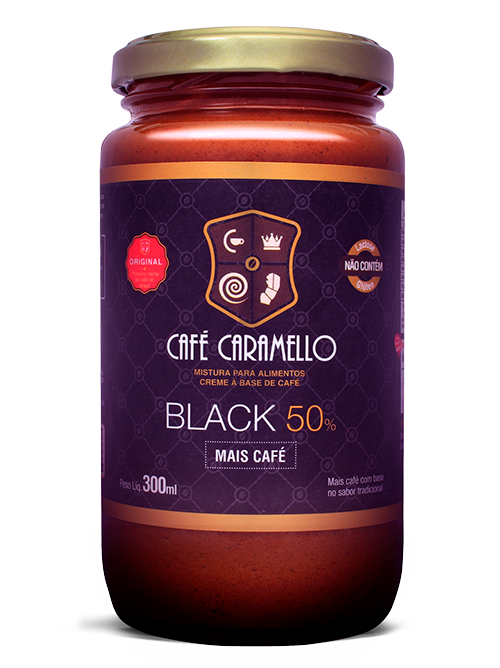 ORIGINAL
Lactose
NÃO CONTÉM
Glúten
CAFÉ CARAMELLO
MISTURA PARA ALIMENTOS
CREME À BASE DE CAFÉ
BLACK 50%
MAIS CAFÉ
Peso Líq. 300ml
Mais café com base
no sabor tradicional